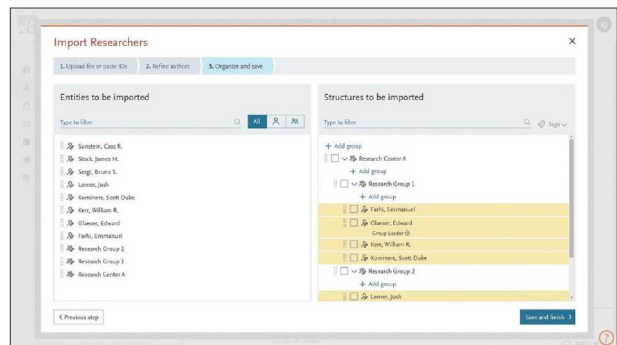 Import Researchers
1. Upload file or paste IDs
2. Refine authors
3. Organize and save
Entities to be imported
Type to filter
All
Sunstein, Cass R.
Stock, James H.
Sergi, Bruno S.
Lerner, Josh
Kominers, Scott Duke
Kerr, William R.
Glaeser, Edward
Farhi, Emmanuel
Research Group 2
Research Group 1
Research Center A
Structures to be imported
Type to filter
Tags
+ Add group
Research Center A
+ Add group
Research Group 1
+ Add group
Farhi, Emmanuel
Glaeser, Edward
Group Leader
Kerr, William R.
Kominers, Scott Duke
Research Group 2
+ Add group
Lerner, Josh
< Previous step
Save and finish >